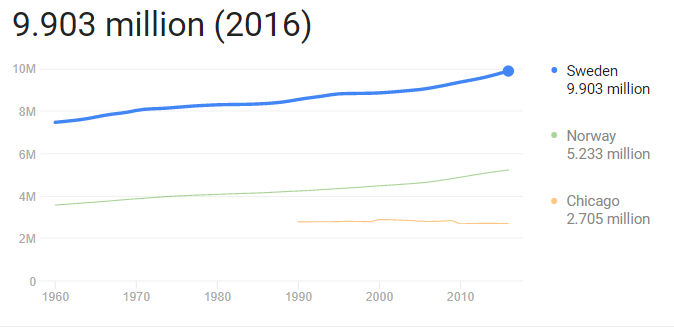 9.903 million (2016)
10M
8M
6M
4M
2M
0
1960 1970 1980 1990 2000 2010
Sweden
9.903 million
Norway
5.233 million
Chicago
2.705 million